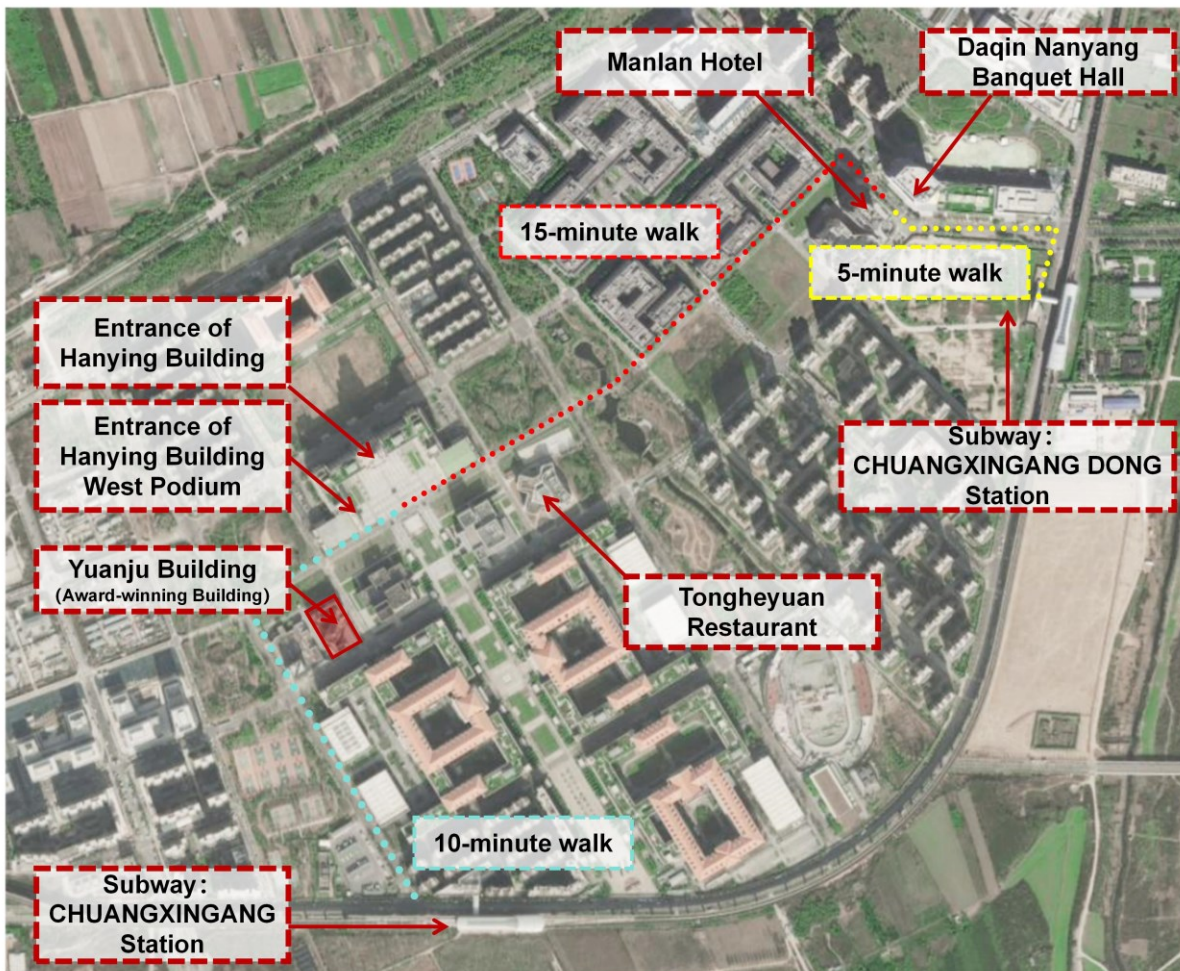 Manlan Hotel
Daqin Nanyang
Banquet Hall
15-minute walk
5-minute walk
Entrance of
Hanying Building
Entrance of
Hanying Building
West Podium
Subway:
CHUANGXINGANG DONG
Station
Yuanju Building
(Award-winning Building)
Tongheyuan
Restaurant
10-minute walk
Subway:
CHUANGXINGANG
Station